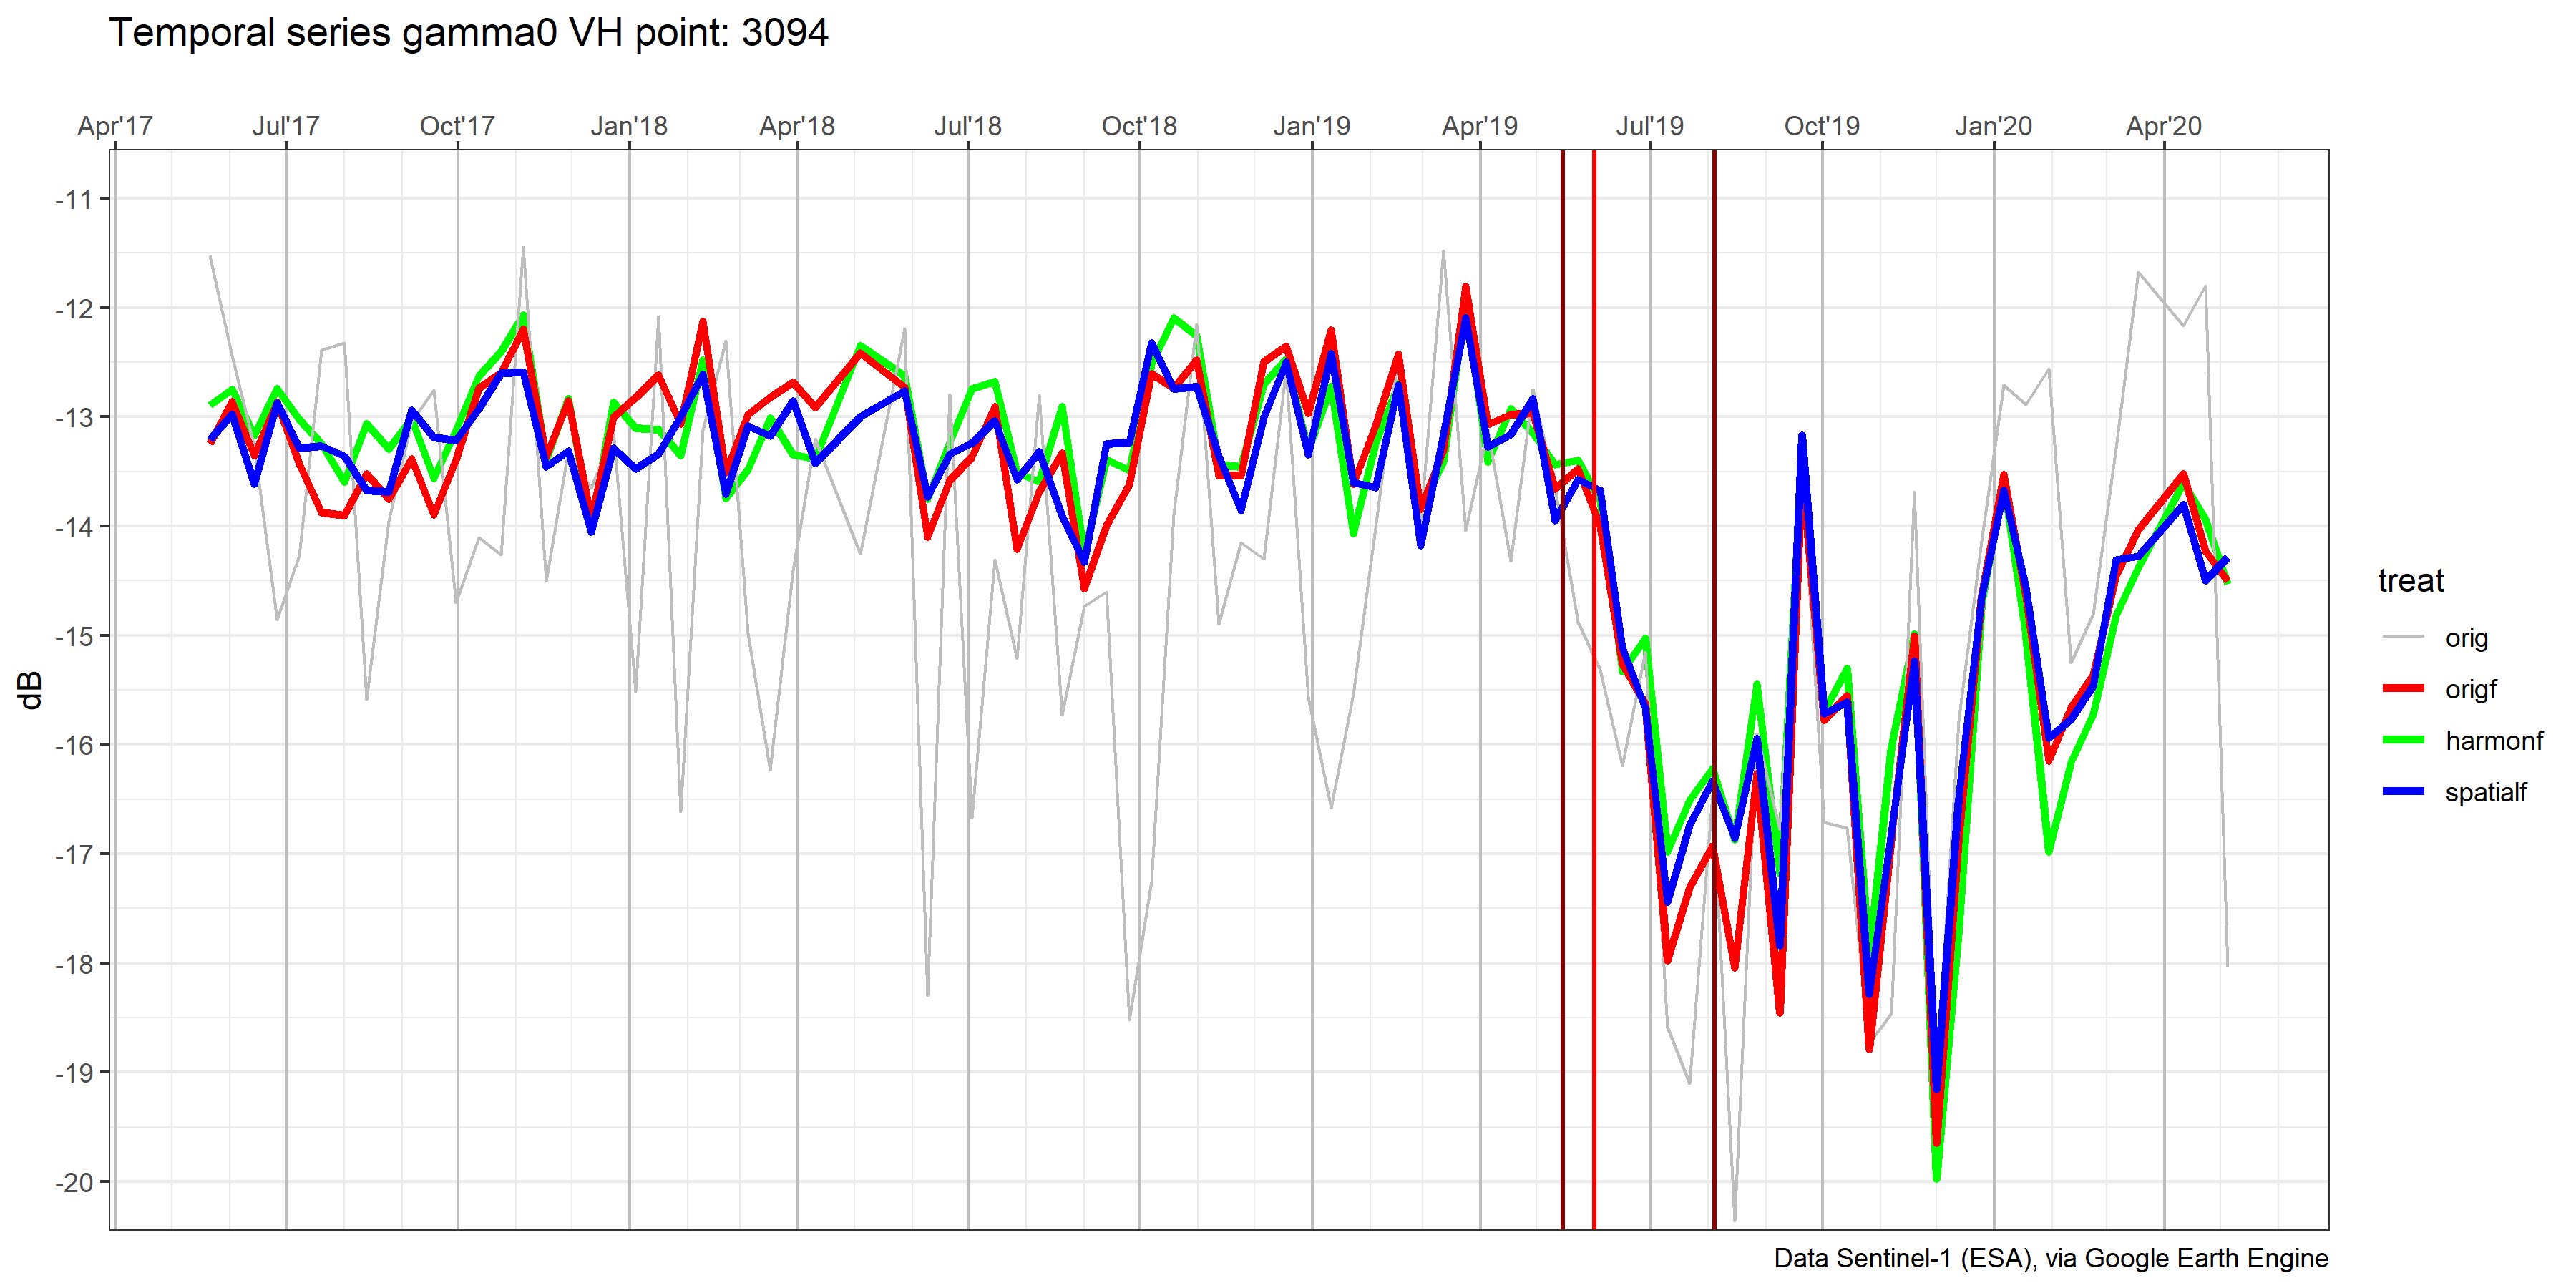 Temporal series gamma0 VH point: 3094
Apr'17 Jul'17 Oct'17 Jan'18 Apr'18 Jul'18 Oct'18 Jan'19 Apr'19 Jul'19 Oct'19 Jan'20 Apr'20
-11
-12
-13
-14
-15
-16
-17
-18
-19
-20
dB
treat
orig
origf
harmonf
spatialf
Data Sentinel-1 (ESA), via Google Earth Engine